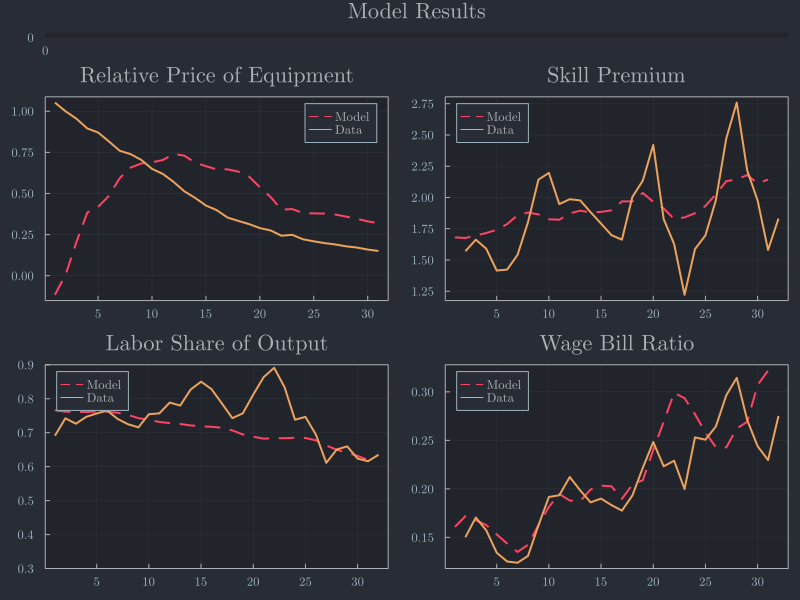 Model Results
0
0
Relative Price of Equipment
1.00
0.75
0.50
0.25
0.00
5 10 15 20 25 30
Model
Data
Skill Premium
2.75
2.50
2.25
2.00
1.75
1.50
1.25
5 10 15 20 25 30
Model
Data
Labor Share of Output
0.9
0.8
0.7
0.6
0.5
0.4
0.3
5 10 15 20 25 30
Model
Data
Wage Bill Ratio
0.30
0.25
0.20
0.15
5 10 15 20 25 30
Model
Data